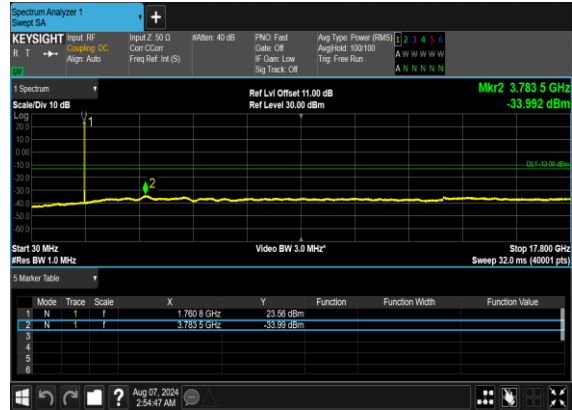 Spectrum Analyzer 1
Swept SA
+
KEYSIGHT Input: RF Input Z: 50 Ω #Atten: 40 dB PNO: Fast Avg Type: Power (RMS) 1 2 3 4 5 6
R T Coupling: DC Corr CCorr Gate: Off Avg|Hold: 100/100 A W W W W W
Align: Auto Freq Ref: Int (S) IF Gain: Low Trig: Free Run
Sig Track: Off A N N N N N
1 Spectrum Ref Lvl Offset 11.00 dB Mkr2 3.783 5 GHz
Scale/Div 10 dB Ref Level 30.00 dBm -33.992 dBm
Log
1
20.0
10.0
0.00
-10.0
DL1 -13.00 dBm
-20.0
-30.0
2
-40.0
-50.0
-60.0
Start 30 MHz Video BW 3.0 MHz* Stop 17.800 GHz
#Res BW 1.0 MHz Sweep 32.0 ms (40001 pts)
5 Marker Table
Mode Trace Scale X Y Function Function Width Function Value
1 N 1 f 1.760 8 GHz 23.56 dBm
2 N 1 f 3.783 5 GHz -33.99 dBm
3
4
5
6
? Aug 07, 2024
2:54:47 AM